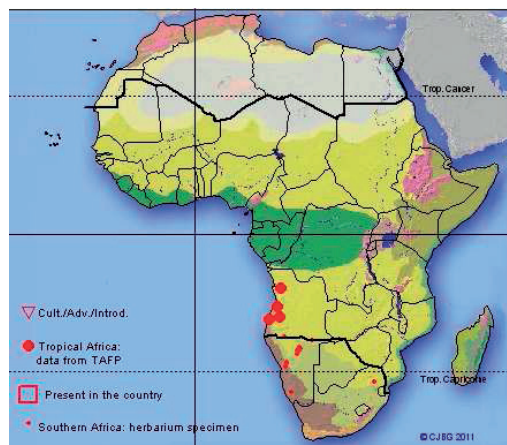 Trop. Cancer
Cult./Adv./Introd.
Tropical Africa:
data from TAFP
Present in the country
Trop. Capricorne
Southern Africa: herbarium specimen
© CJBG 2011